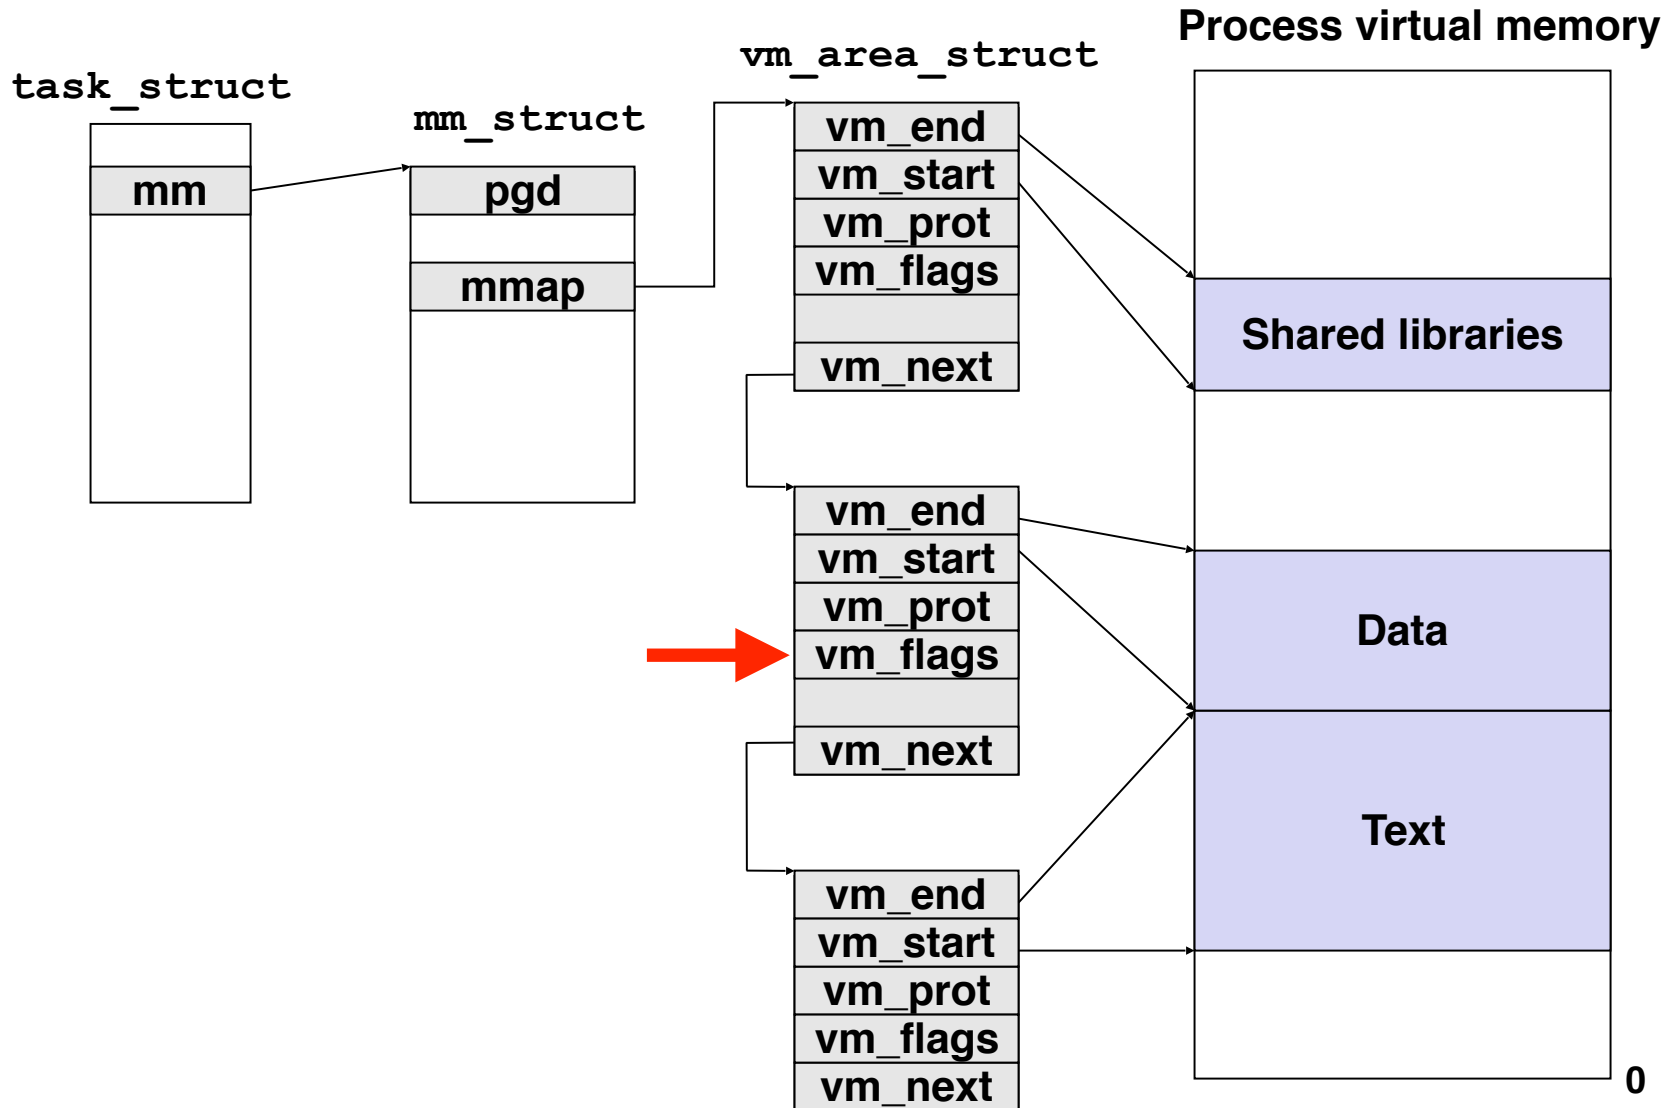 Process virtual memory
vm_area_struct
task_struct
mm_struct
mm
pgd
mmap
vm_end
vm_start
vm_prot
vm_flags
vm_next
vm_end
vm_start
vm_prot
vm_flags
vm_next
vm_end
vm_start
vm_prot
vm_flags
vm_next
Shared libraries
Data
Text
0